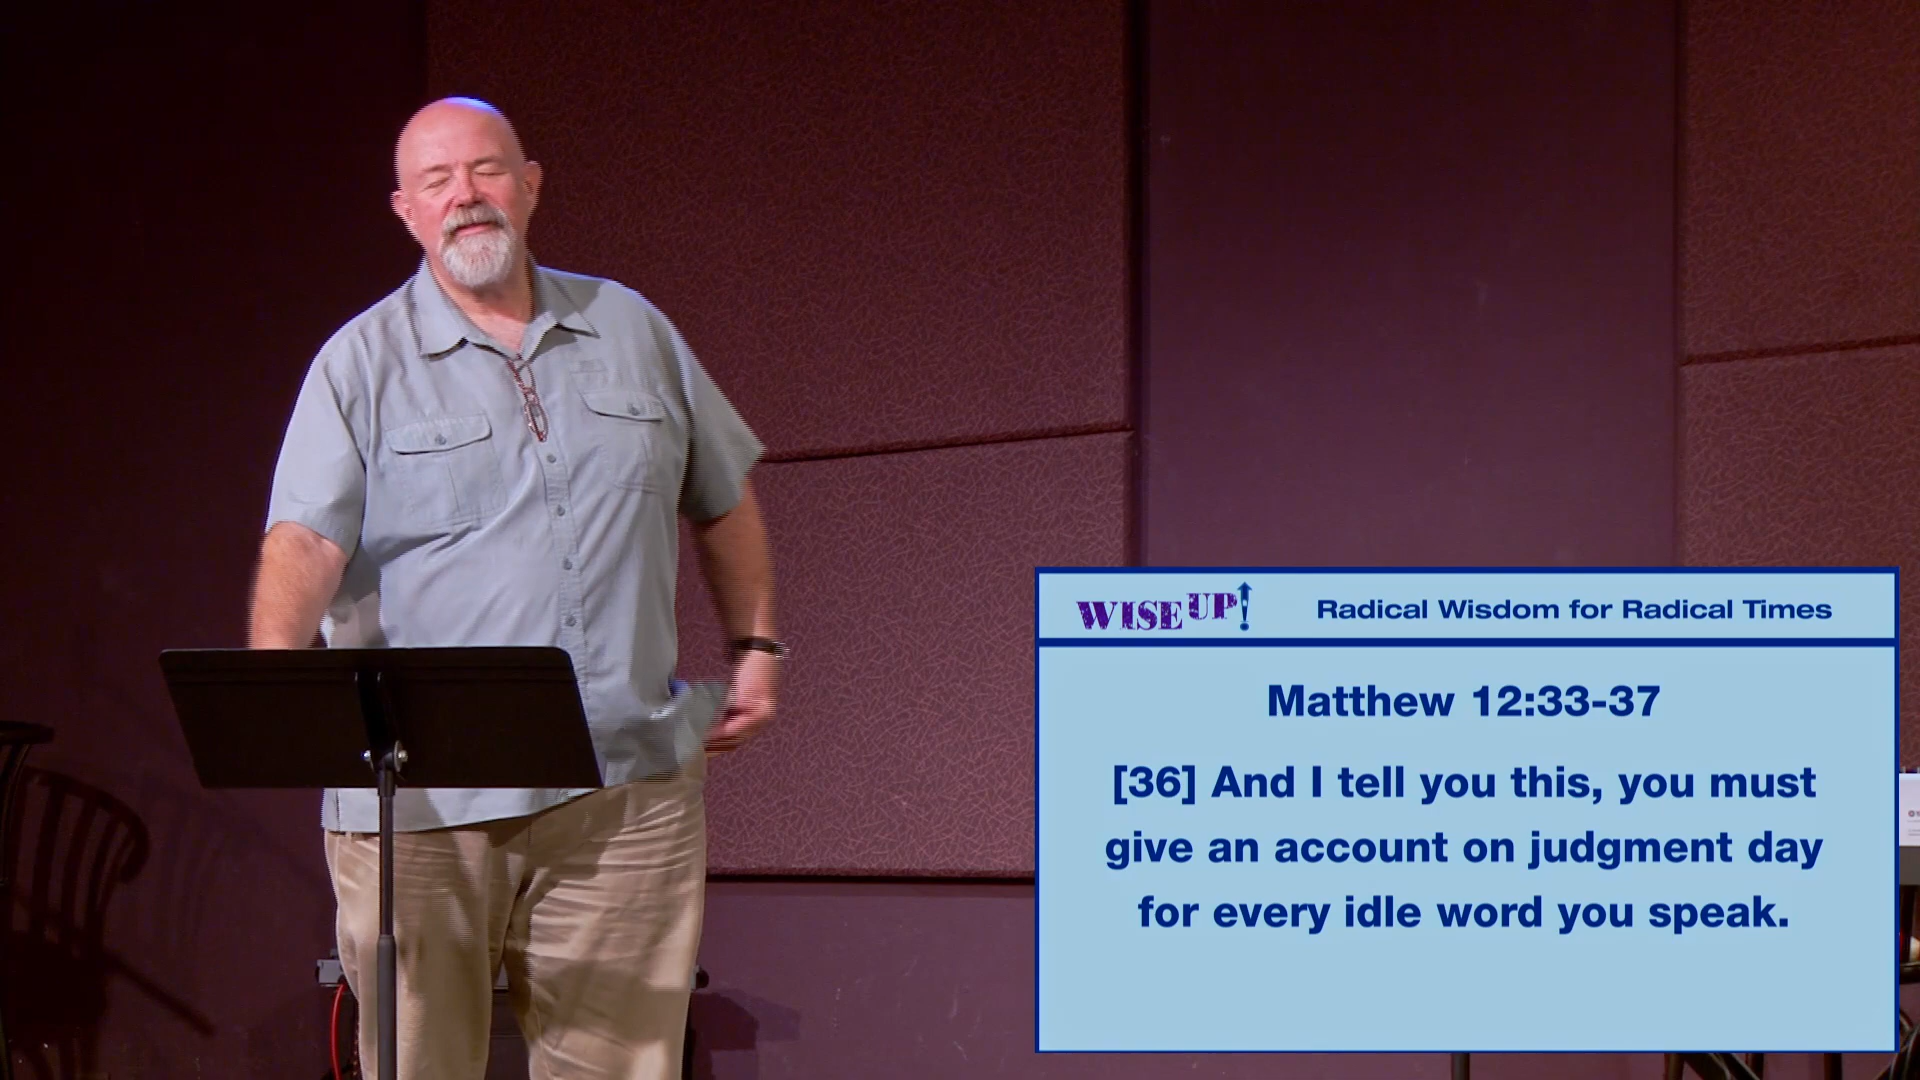 WISE UP!
Radical Wisdom for Radical Times
Matthew 12:33-37
[36] And I tell you this, you must
give an account on judgment day
for every idle word you speak.